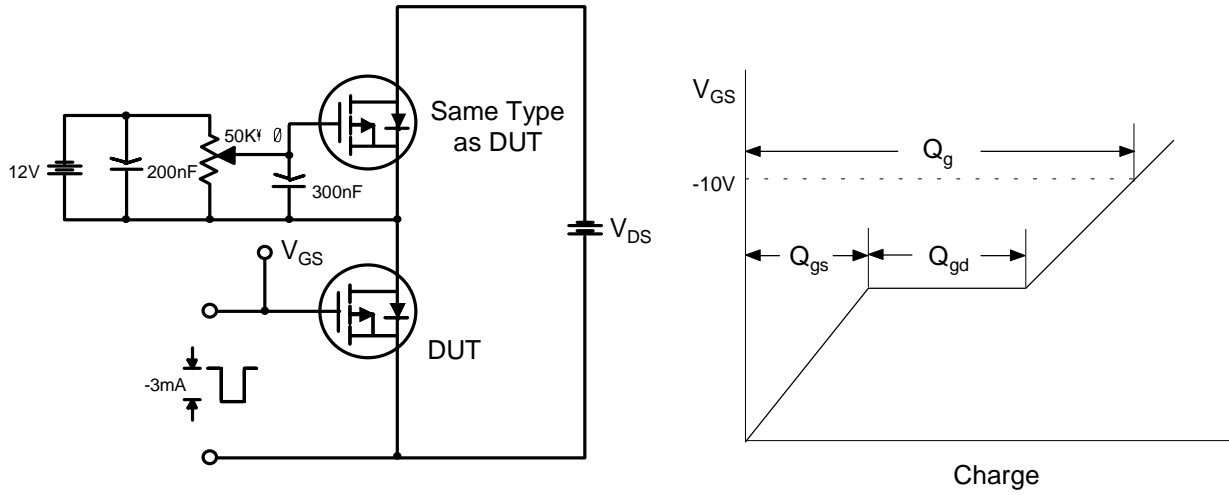 Same Type
as DUT
50K¥Ø
12V
200nF
300nF
V_GS
V_DS
DUT
-3mA
V_GS
Q_g
-10V
Q_gs
Q_gd
Charge